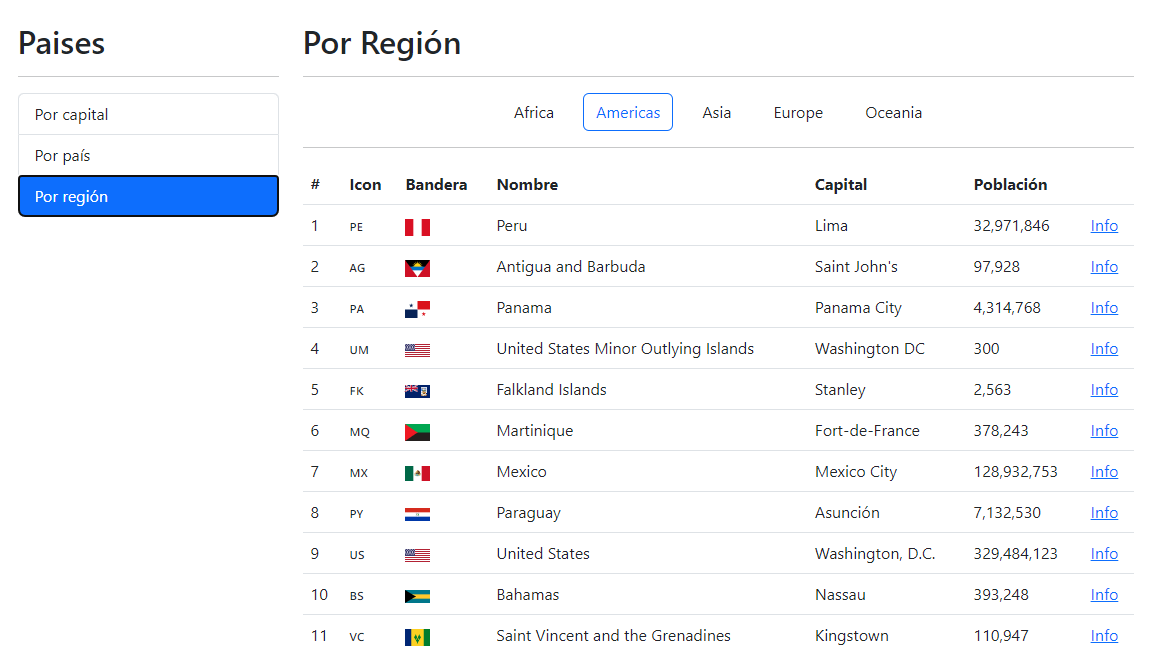 Paises
Por capital
Por país
Por región
Por Región
Africa Americas Asia Europe Oceania
# Icon Bandera Nombre Capital Población
1 PE Peru Lima 32,971,846 Info
2 AG Antigua and Barbuda Saint John's 97,928 Info
3 PA Panama Panama City 4,314,768 Info
4 UM United States Minor Outlying Islands Washington DC 300 Info
5 FK Falkland Islands Stanley 2,563 Info
6 MQ Martinique Fort-de-France 378,243 Info
7 MX Mexico Mexico City 128,932,753 Info
8 PY Paraguay Asunción 7,132,530 Info
9 US United States Washington, D.C. 329,484,123 Info
10 BS Bahamas Nassau 393,248 Info
11 VC Saint Vincent and the Grenadines Kingstown 110,947 Info